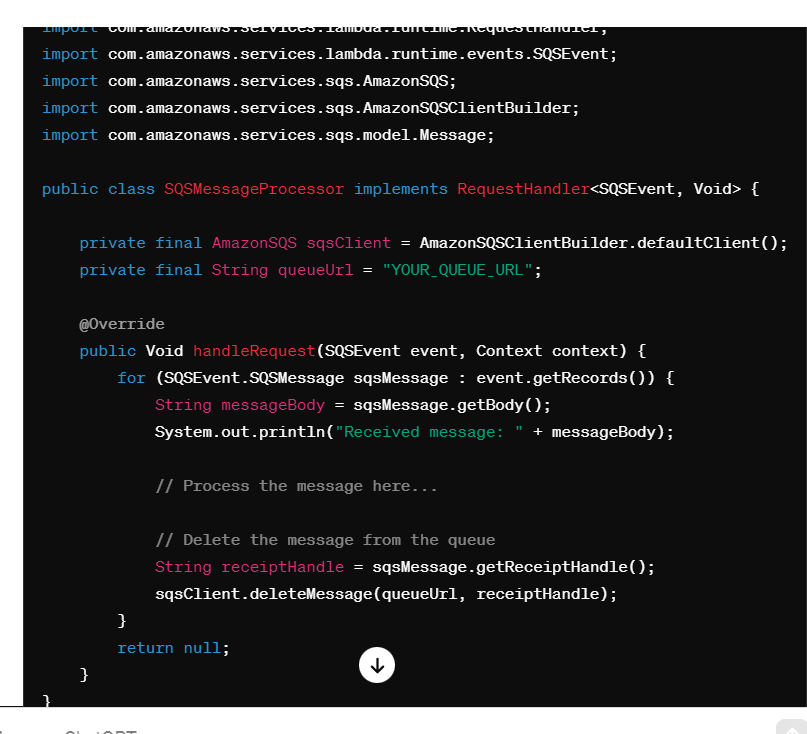 import com.amazonaws.services.lambda.runtime.RequestHandler;
import com.amazonaws.services.lambda.runtime.events.SQSEvent;
import com.amazonaws.services.sqs.AmazonSQS;
import com.amazonaws.services.sqs.AmazonSQSClientBuilder;
import com.amazonaws.services.sqs.model.Message;
public class SQSMessageProcessor implements RequestHandler<SQSEvent, Void> {
private final AmazonSQS sqsClient = AmazonSQSClientBuilder.defaultClient();
private final String queueUrl = "YOUR_QUEUE_URL";
@Override
public Void handleRequest(SQSEvent event, Context context) {
for (SQSEvent.SQSMessage sqsMessage : event.getRecords()) {
String messageBody = sqsMessage.getBody();
System.out.println("Received message: " + messageBody);
// Process the message here...
// Delete the message from the queue
String receiptHandle = sqsMessage.getReceiptHandle();
sqsClient.deleteMessage(queueUrl, receiptHandle);
}
return null;
}
}
ChatGPT